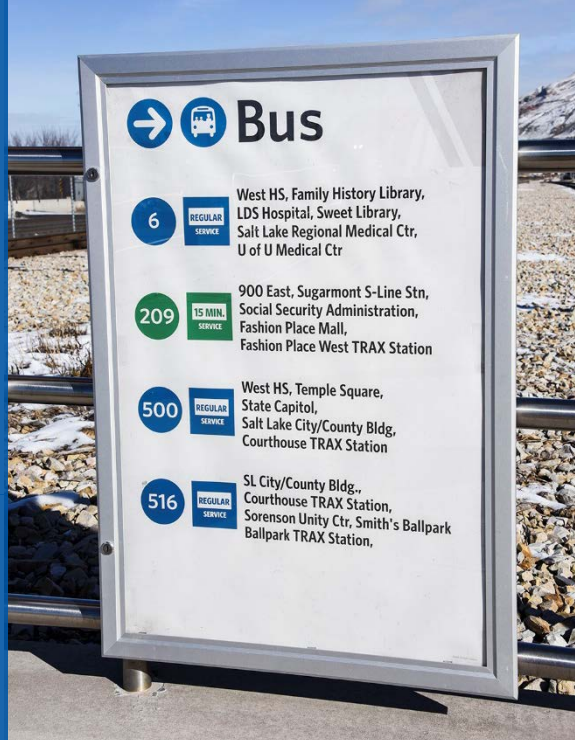 Bus
6
REGULAR
SERVICE
West HS, Family History Library,
LDS Hospital, Sweet Library,
Salt Lake Regional Medical Ctr,
U of U Medical Ctr
209
15 MIN.
SERVICE
900 East, Sugarmont S-Line Stn,
Social Security Administration,
Fashion Place Mall,
Fashion Place West TRAX Station
500
REGULAR
SERVICE
West HS, Temple Square,
State Capitol,
Salt Lake City/County Bldg,
Courthouse TRAX Station
516
REGULAR
SERVICE
SL City/County Bldg.,
Courthouse TRAX Station,
Sorenson Unity Ctr, Smith's Ballpark
Ballpark TRAX Station,